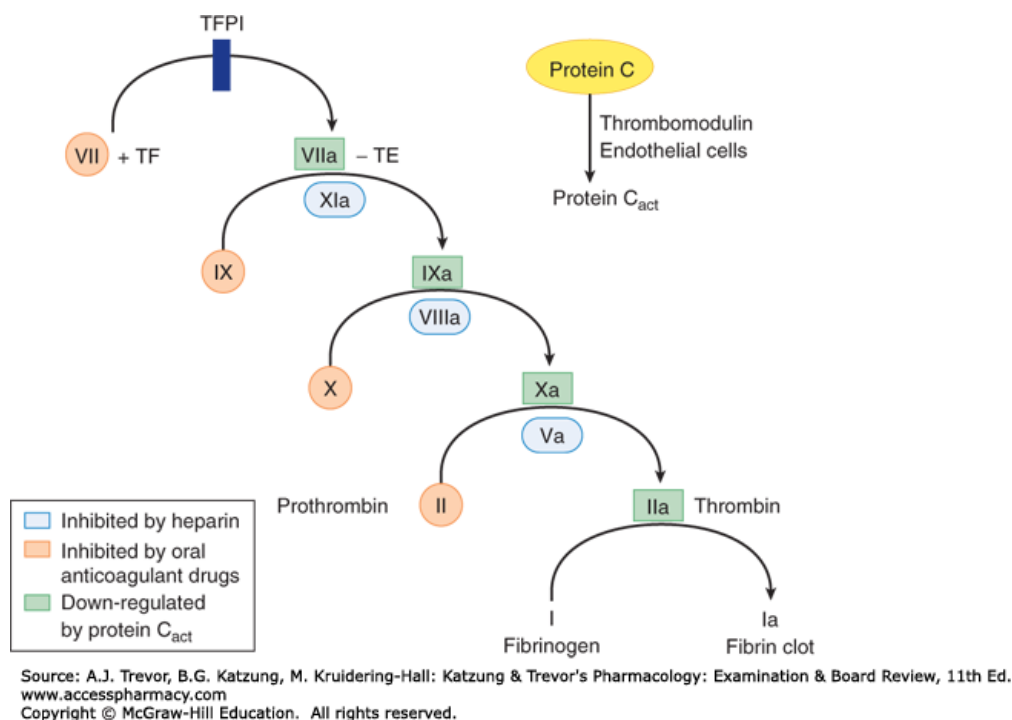 TFPI
Protein C
Thrombomodulin
Endothelial cells
Protein Cact
VII + TF
VIIa – TE
XIa
IX
IXa
VIIIa
X
Xa
Va
Prothrombin II
IIa Thrombin
I
Fibrinogen
Ia
Fibrin clot
Inhibited by heparin
Inhibited by oral
anticoagulant drugs
Down-regulated
by protein Cact
Source: A.J. Trevor, B.G. Katzung, M. Kruidering-Hall: Katzung & Trevor's Pharmacology: Examination & Board Review, 11th Ed.
www.accesspharmacy.com
Copyright © McGraw-Hill Education. All rights reserved.